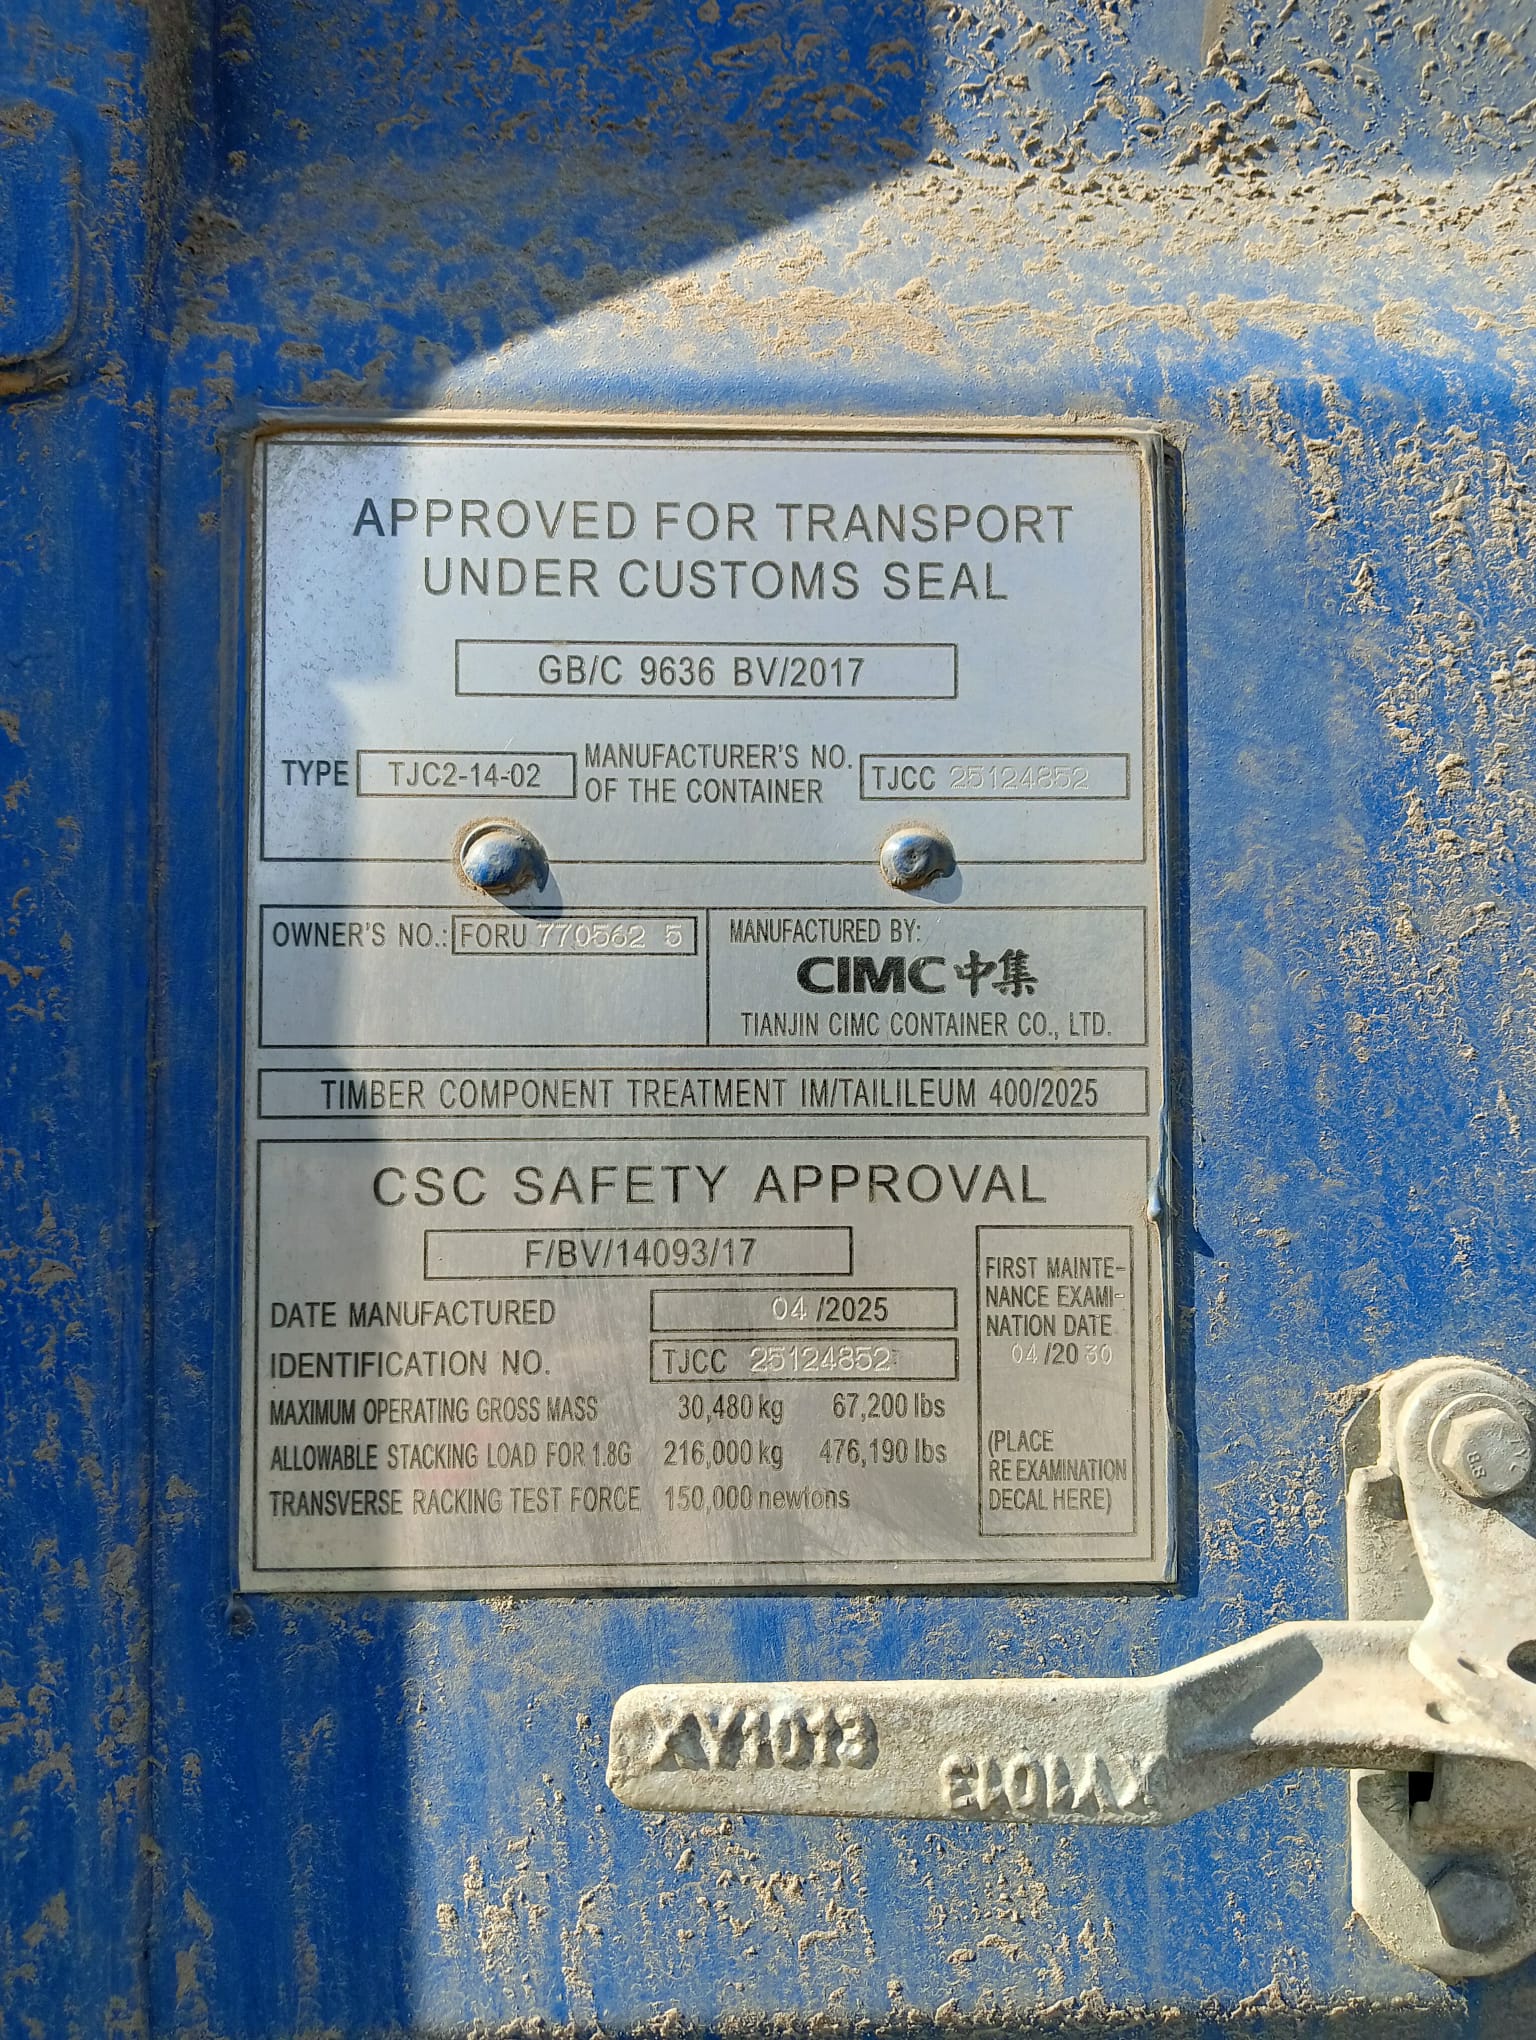 APPROVED FOR TRANSPORT
UNDER CUSTOMS SEAL
GB/C 9636 BV/2017
TYPE TJC2-14-02 MANUFACTURER'S NO. OF THE CONTAINER TJCC 25124852
OWNER'S NO.: FORU 770562 5
MANUFACTURED BY:
CIMC 中集
TIANJIN CIMC CONTAINER CO., LTD.
TIMBER COMPONENT TREATMENT IM/TAILILEUM 400/2025
CSC SAFETY APPROVAL
F/BV/14093/17
DATE MANUFACTURED 04 /2025
IDENTIFICATION NO. TJCC 25124852
MAXIMUM OPERATING GROSS MASS 30,480 kg 67,200 lbs
ALLOWABLE STACKING LOAD FOR 1.8G 216,000 kg 476,190 lbs
TRANSVERSE RACKING TEST FORCE 150,000 newtons
FIRST MAINTE-
NANCE EXAMI-
NATION DATE
04 /20 30
(PLACE
RE EXAMINATION
DECAL HERE)
XY1013
XY1013
88